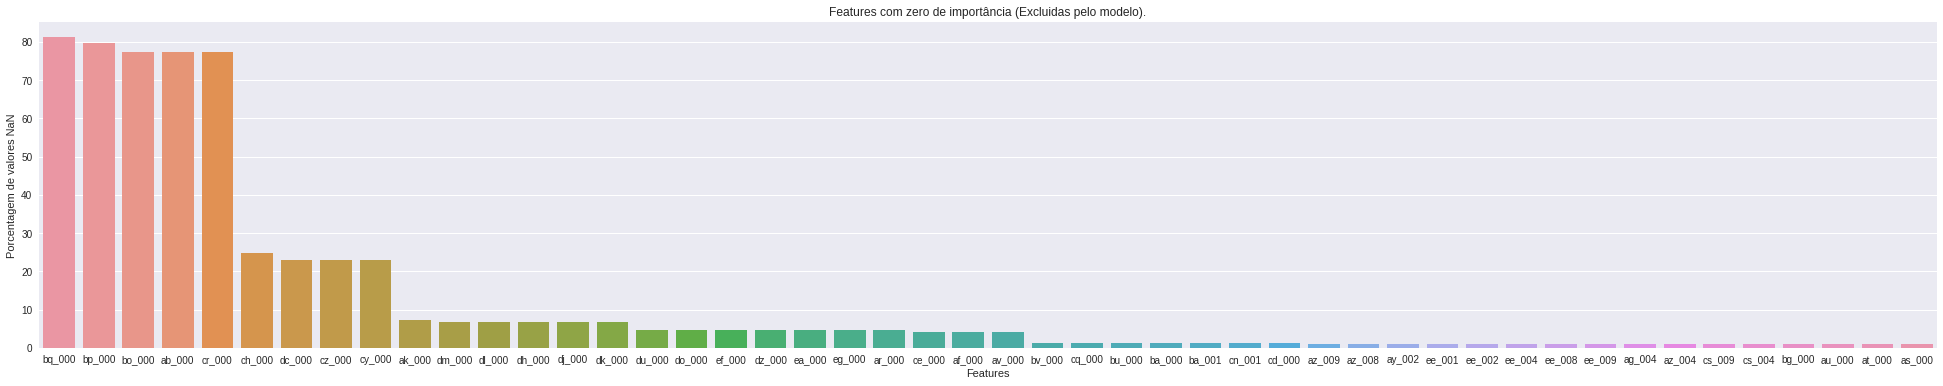 Features com zero de importância (Excluidas pelo modelo).
Porcentagem de valores NaN
80
70
60
50
40
30
20
10
0
bq_000 bp_000 bo_000 ab_000 cr_000 ch_000 dc_000 cz_000 cy_000 ak_000 dm_000 dl_000 dh_000 dj_000 dk_000 du_000 do_000 ef_000 dz_000 ea_000 eg_000 ar_000 ce_000 af_000 av_000 bv_000 cq_000 bu_000 ba_000 ba_001 cn_001 cd_000 az_009 az_008 ay_002 ee_001 ee_002 ee_004 ee_008 ee_009 ag_004 az_004 cs_009 cs_004 bg_000 au_000 at_000 as_000
Features